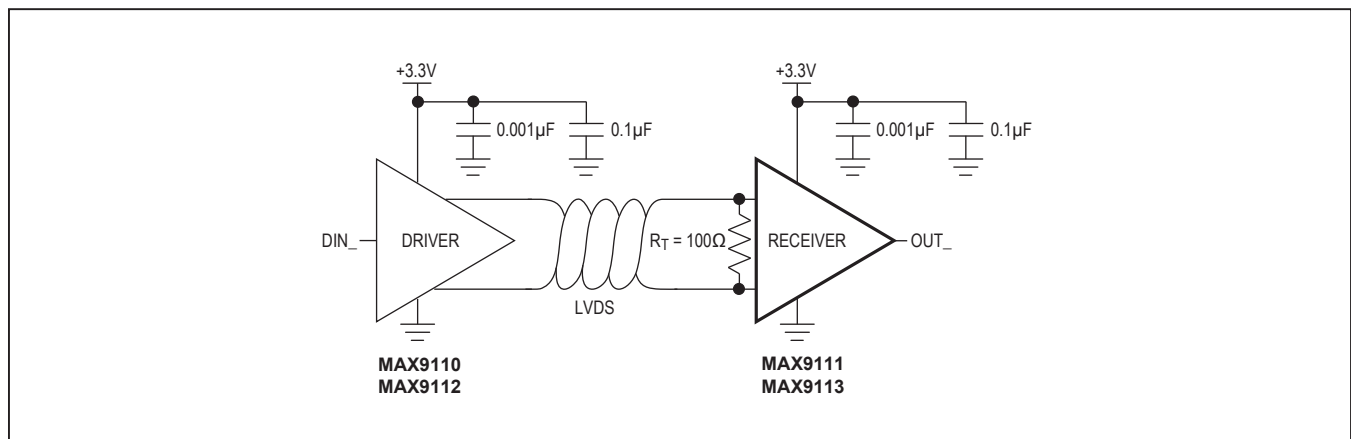 +3.3V
0.001µF
0.1µF
DIN_
DRIVER
LVDS
MAX9110
MAX9112
+3.3V
0.001µF
0.1µF
RT = 100Ω
RECEIVER
OUT_
MAX9111
MAX9113